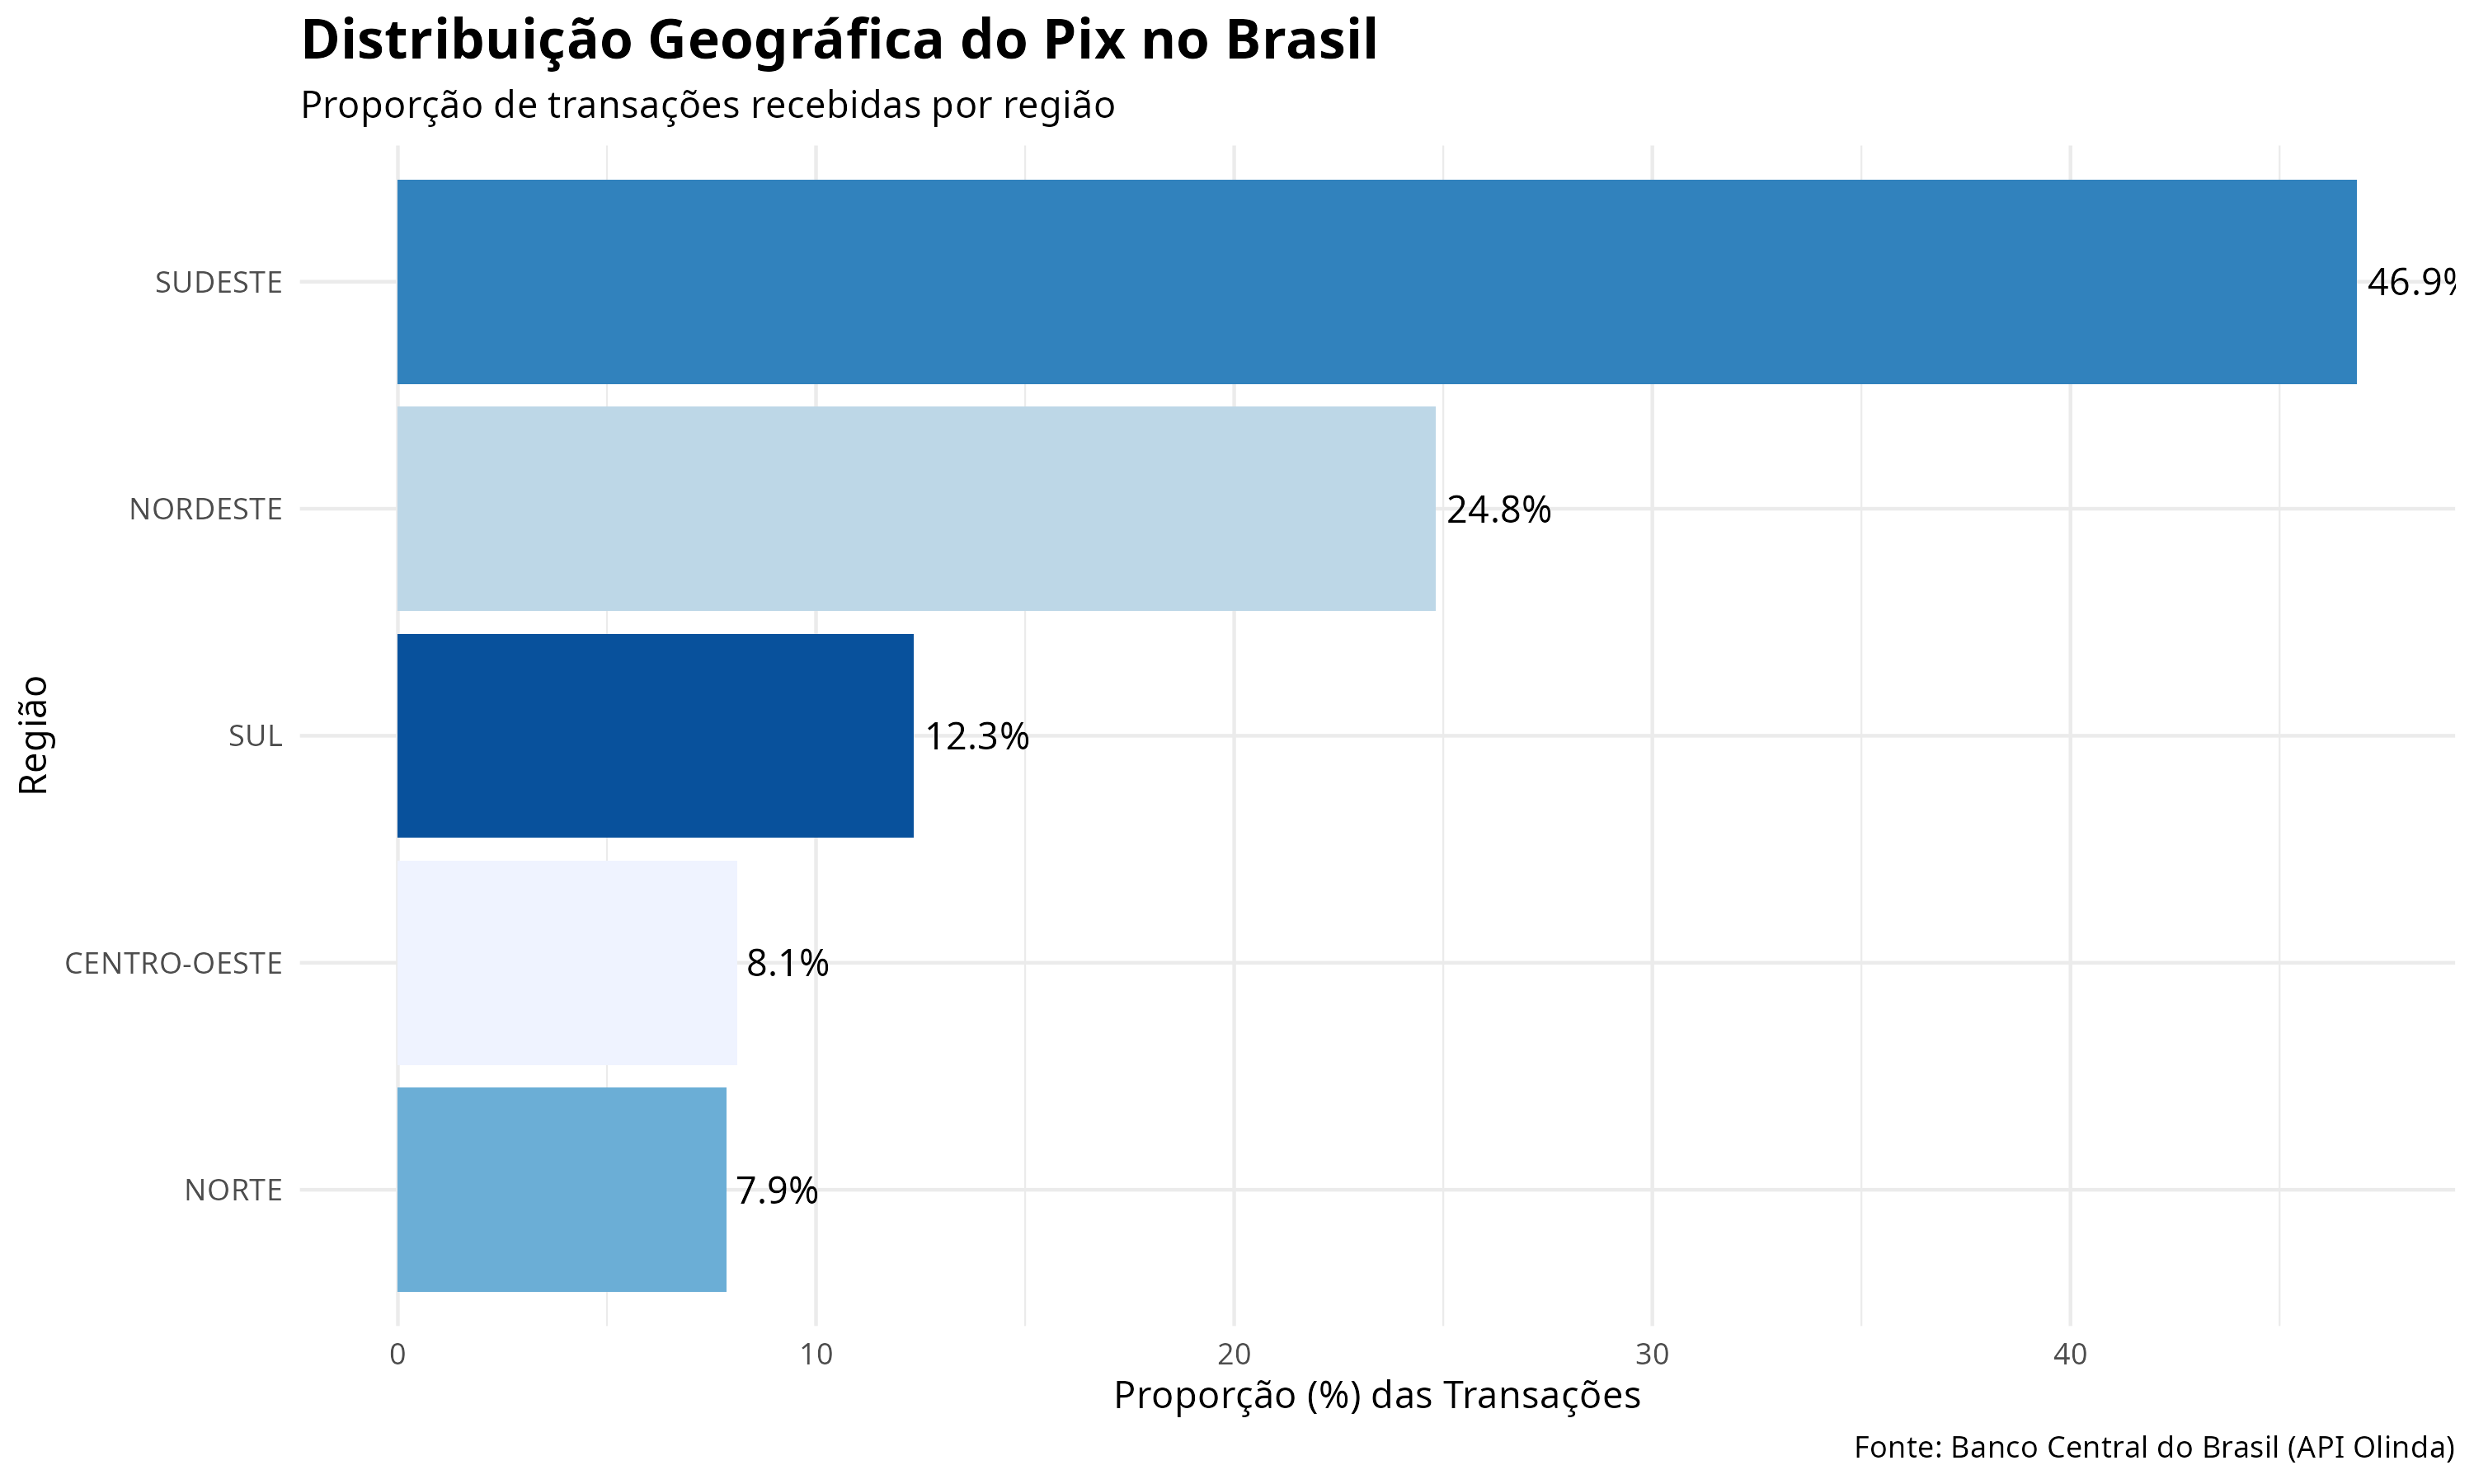 Distribuição Geográfica do Pix no Brasil
Proporção de transações recebidas por região
Região
SUDESTE
46.9%
NORDESTE
24.8%
SUL
12.3%
CENTRO-OESTE
8.1%
NORTE
7.9%
0 10 20 30 40
Proporção (%) das Transações
Fonte: Banco Central do Brasil (API Olinda)